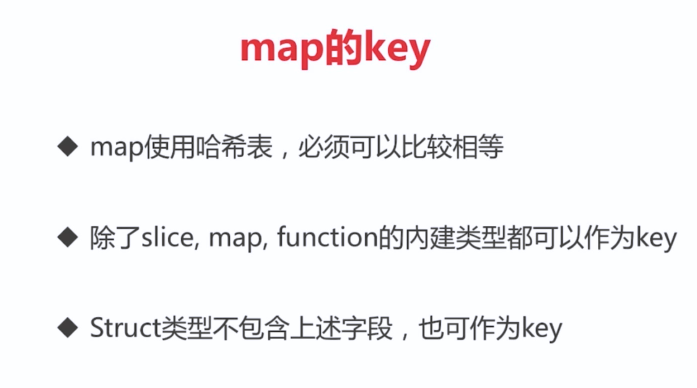 map的key
◆ map使用哈希表，必须可以比较相等
◆ 除了slice, map, function的内建类型都可以作为key
◆ Struct类型不包含上述字段，也可作为key